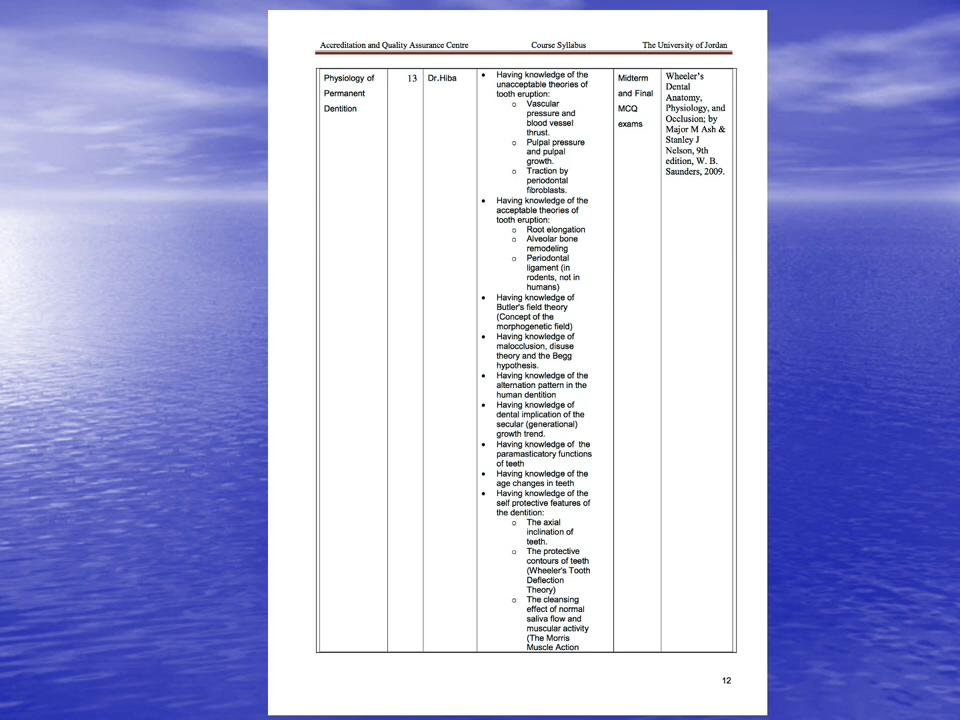 Accreditation and Quality Assurance Centre Course Syllabus The University of Jordan
Physiology of
Permanent
Dentition
13
Dr.Hiba
• Having knowledge of the
unacceptable theories of
tooth eruption:
o Vascular
pressure and
blood vessel
thrust.
o Pulpal pressure
and pulpal
growth.
o Traction by
periodontal
fibroblasts.
• Having knowledge of the
acceptable theories of
tooth eruption:
o Root elongation
o Alveolar bone
remodeling
o Periodontal
ligament (in
rodents, not in
humans)
• Having knowledge of
Butler's field theory
(Concept of the
morphogenetic field)
• Having knowledge of
malocclusion, disuse
theory and the Begg
hypothesis.
• Having knowledge of the
alternation pattern in the
human dentition
• Having knowledge of
dental implication of the
secular (generational)
growth trend.
• Having knowledge of the
paramasticatory functions
of teeth
• Having knowledge of the
age changes in teeth
• Having knowledge of the
self protective features of
the dentition:
o The axial
inclination of
teeth.
o The protective
contours of teeth
(Wheeler's Tooth
Deflection
Theory)
o The cleansing
effect of normal
saliva flow and
muscular activity
(The Morris
Muscle Action
Midterm
and Final
MCQ
exams
Wheeler's
Dental
Anatomy,
Physiology, and
Occlusion; by
Major M Ash &
Stanley J
Nelson, 9th
edition, W. B.
Saunders, 2009.
12